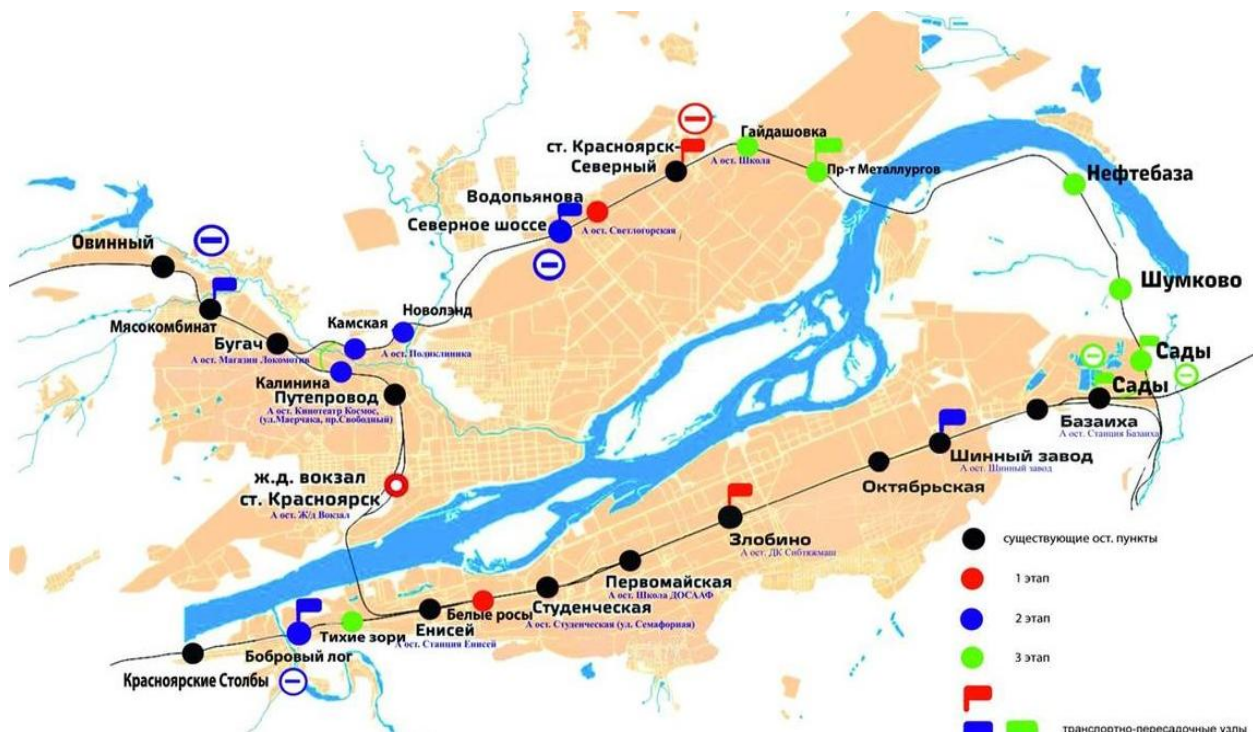 Гайдашовка
ст. Красноярск-
Северный
А ост. Школа
Пр-т Металлургов
Нефтебаза
Водопьянова
Северное шоссе
А ост. Светлогорская
Овинный
Шумково
Мясокомбинат
Камская
Новолэнд
Бугач
А ост. Магазин Локомотив
А ост. Поликлиника
Сады
Сады
Калинина
Путепровод
А ост. Кинотеатр Космос,
(ул.Маерчака, пр.Свободный)
Базаиха
А ост. Станция Базаиха
Шинный завод
А ост. Шинный завод
Октябрьская
ж.д. вокзал
ст. Красноярск
А ост. Ж/д Вокзал
Злобино
А ост. ДК Сибтяжмаш
Первомайская
А ост. Школа ДОСААФ
Студенческая
А ост. Студенческая (ул. Семафорная)
Белые росы
Енисей
А ост. Станция Енисей
Тихие зори
Бобровый лог
Красноярские Столбы
существующие ост. пункты
1 этап
2 этап
3 этап
транспортно-пересадочные узлы